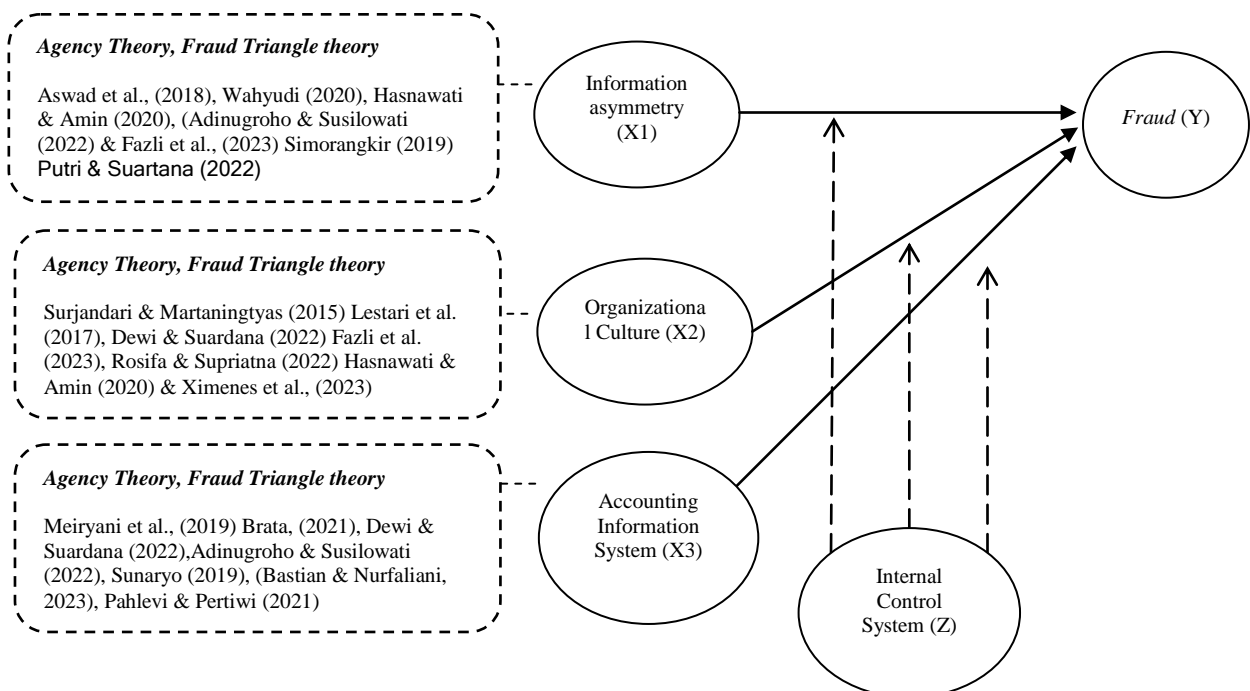 Agency Theory, Fraud Triangle theory
Aswad et al., (2018), Wahyudi (2020), Hasnawati
& Amin (2020), (Adinugroho & Susilowati
(2022) & Fazli et al., (2023) Simorangkir (2019)
Putri & Suartana (2022)
Information
asymmetry
(X1)
Fraud (Y)
Agency Theory, Fraud Triangle theory
Surjandari & Martaningtyas (2015) Lestari et al.
(2017), Dewi & Suardana (2022) Fazli et al.
(2023), Rosifa & Supriatna (2022) Hasnawati &
Amin (2020) & Ximenes et al., (2023)
Organizationa
l Culture (X2)
Agency Theory, Fraud Triangle theory
Meiryani et al., (2019) Brata, (2021), Dewi &
Suardana (2022),Adinugroho & Susilowati
(2022), Sunaryo (2019), (Bastian & Nurfaliani,
2023), Pahlevi & Pertiwi (2021)
Accounting
Information
System (X3)
Internal
Control
System (Z)